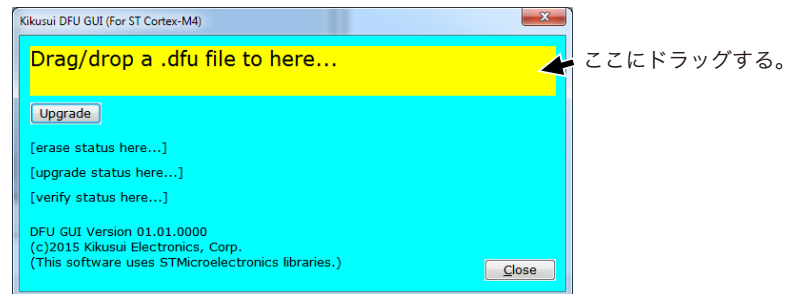 Kikusui DFU GUI (For ST Cortex-M4)
Drag/drop a .dfu file to here...
ここにドラッグする。
Upgrade
[erase status here...]
[upgrade status here...]
[verify status here...]
DFU GUI Version 01.01.0000
(c)2015 Kikusui Electronics, Corp.
(This software uses STMicroelectronics libraries.)
Close